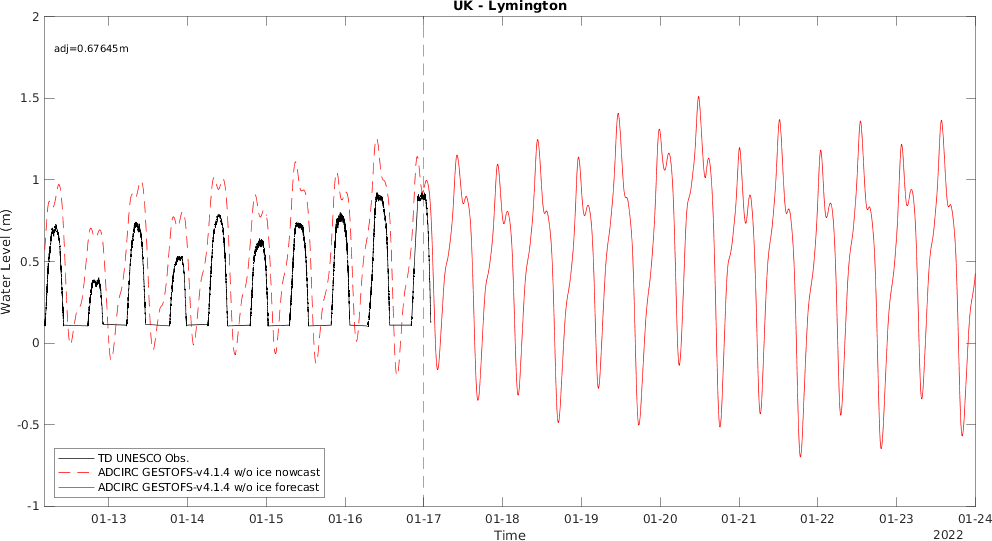 UK - Lymington
adj=0.67645m
2
1.5
1
0.5
0
-0.5
-1
Water Level (m)
TD UNESCO Obs.
ADCIRC GESTOFS-v4.1.4 w/o ice nowcast
ADCIRC GESTOFS-v4.1.4 w/o ice forecast
01-13 01-14 01-15 01-16 01-17 01-18 01-19 01-20 01-21 01-22 01-23 01-24
Time
2022